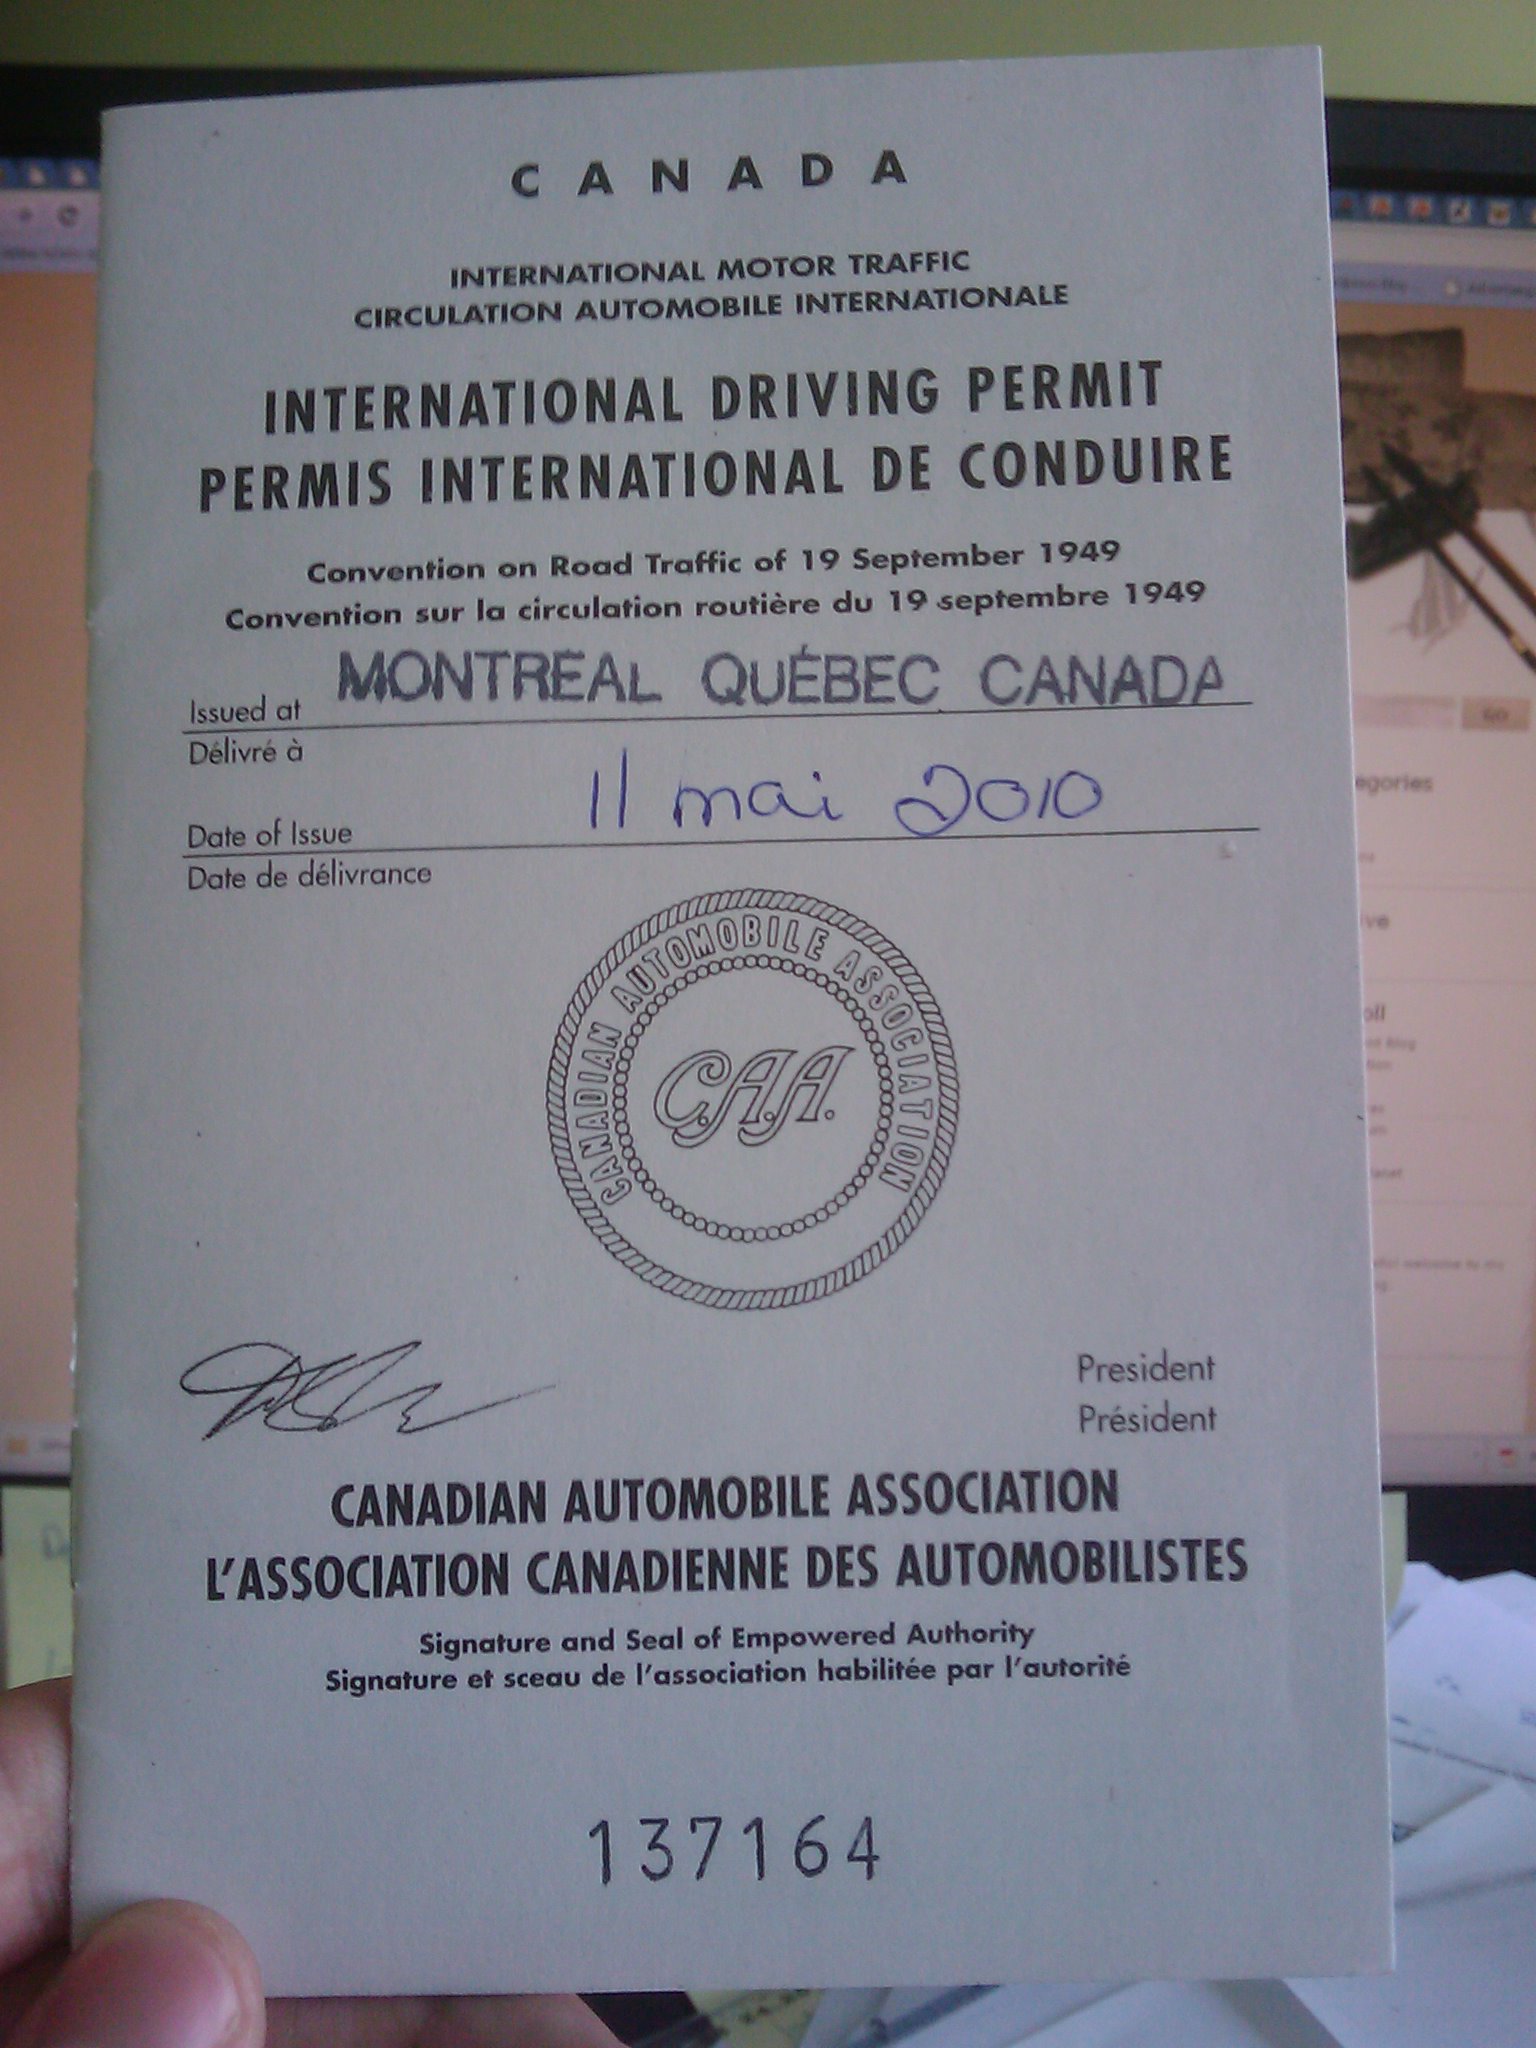 CANADA
INTERNATIONAL MOTOR TRAFFIC
CIRCULATION AUTOMOBILE INTERNATIONALE
INTERNATIONAL DRIVING PERMIT
PERMIS INTERNATIONAL DE CONDUIRE
Convention on Road Traffic of 19 September 1949
Convention sur la circulation routière du 19 septembre 1949
Issued at MONTRÉAL QUÉBEC CANADA
Délivré à
Date of Issue 11 mai 2010
Date de délivrance
CANADIAN AUTOMOBILE ASSOCIATION
C.A.A.
President
Président
CANADIAN AUTOMOBILE ASSOCIATION
L'ASSOCIATION CANADIENNE DES AUTOMOBILISTES
Signature and Seal of Empowered Authority
Signature et sceau de l'association habilitée par l'autorité
137164